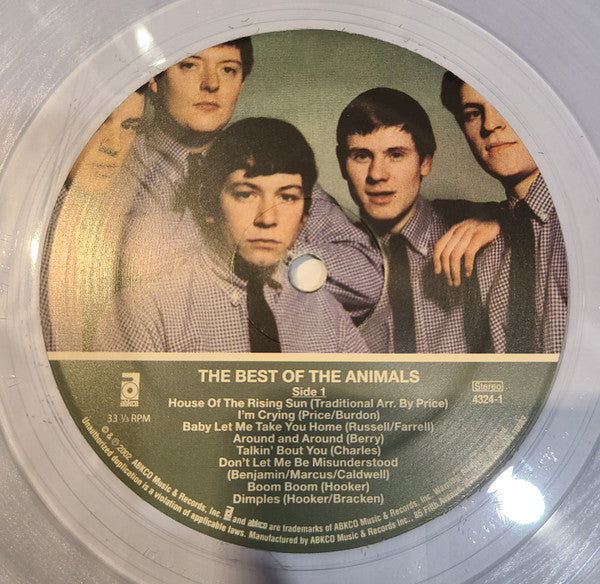 THE BEST OF THE ANIMALS
Side 1
House Of The Rising Sun (Traditional Arr. By Price)
I'm Crying (Price/Burdon)
Baby Let Me Take You Home (Russell/Farrell)
Around and Around (Berry)
Talkin' Bout You (Charles)
Don't Let Me Be Misunderstood
(Benjamin/Marcus/Caldwell)
Boom Boom (Hooker)
Dimples (Hooker/Bracken)
abkco
33 ⅓ RPM
Stereo
4324-1
℗ & © 2002, ABKCO Music & Records, Inc.
Unauthorized duplication is a violation of applicable laws.
and abkco are trademarks of ABKCO Music & Records Inc.
Manufactured by ABKCO Music & Records Inc., 85 Fifth